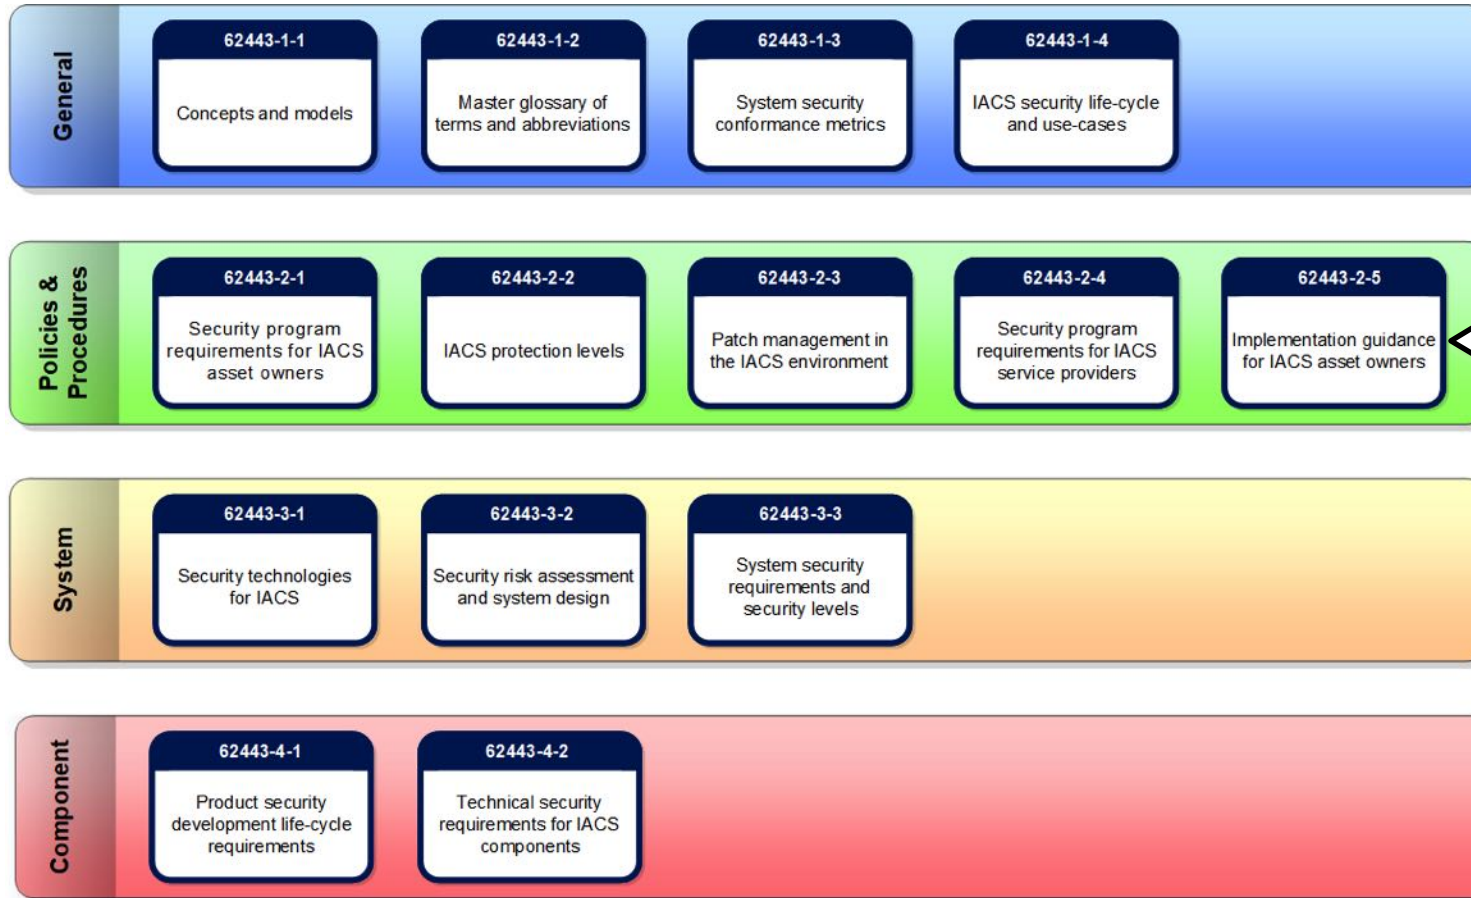 General
62443-1-1
Concepts and models
62443-1-2
Master glossary of
terms and abbreviations
62443-1-3
System security
conformance metrics
62443-1-4
IACS security life-cycle
and use-cases
Policies &
Procedures
62443-2-1
Security program
requirements for IACS
asset owners
62443-2-2
IACS protection levels
62443-2-3
Patch management in
the IACS environment
62443-2-4
Security program
requirements for IACS
service providers
62443-2-5
Implementation guidance
for IACS asset owners
System
62443-3-1
Security technologies
for IACS
62443-3-2
Security risk assessment
and system design
62443-3-3
System security
requirements and
security levels
Component
62443-4-1
Product security
development life-cycle
requirements
62443-4-2
Technical security
requirements for IACS
components